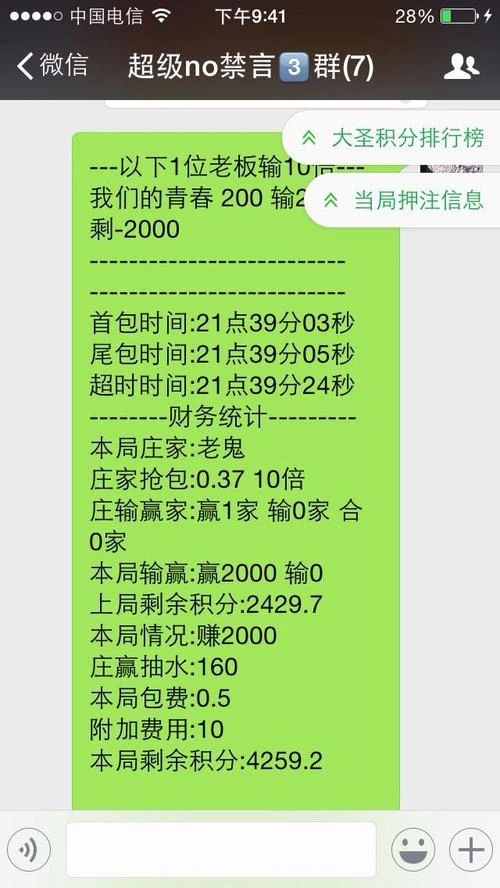 中国电信 下午9:41 28%
微信 超级no禁言3群(7)
大圣积分排行榜
---以下1位老板输10倍---
我们的青春 200 输2
当局押注信息
剩-2000
--------------------------
--------------------------
首包时间:21点39分03秒
尾包时间:21点39分05秒
超时时间:21点39分24秒
--------财务统计---------
本局庄家:老鬼
庄家抢包:0.37 10倍
庄输赢家:赢1家 输0家 合
0家
本局输赢:赢2000 输0
上局剩余积分:2429.7
本局情况:赚2000
庄赢抽水:160
本局包费:0.5
附加费用:10
本局剩余积分:4259.2